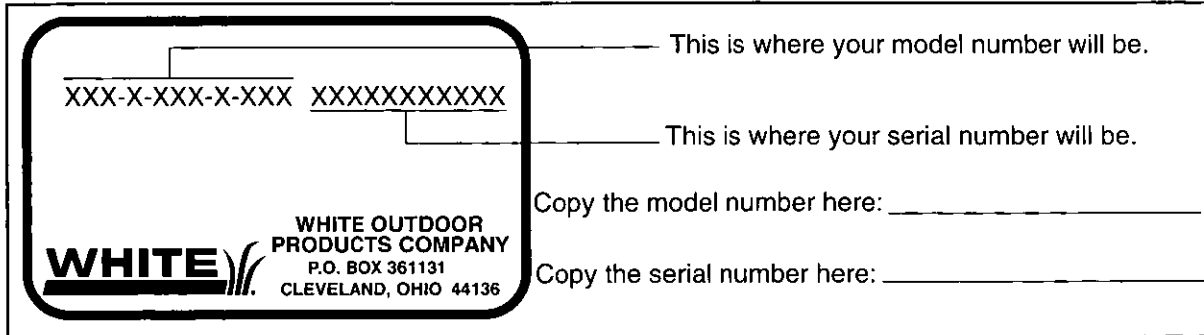 This is where your model number will be.
XXX-X-XXX-X-XXX XXXXXXXXXXX
This is where your serial number will be.
Copy the model number here:
WHITE OUTDOOR
PRODUCTS COMPANY
P.O. BOX 361131
CLEVELAND, OHIO 44136
WHITE
Copy the serial number here: